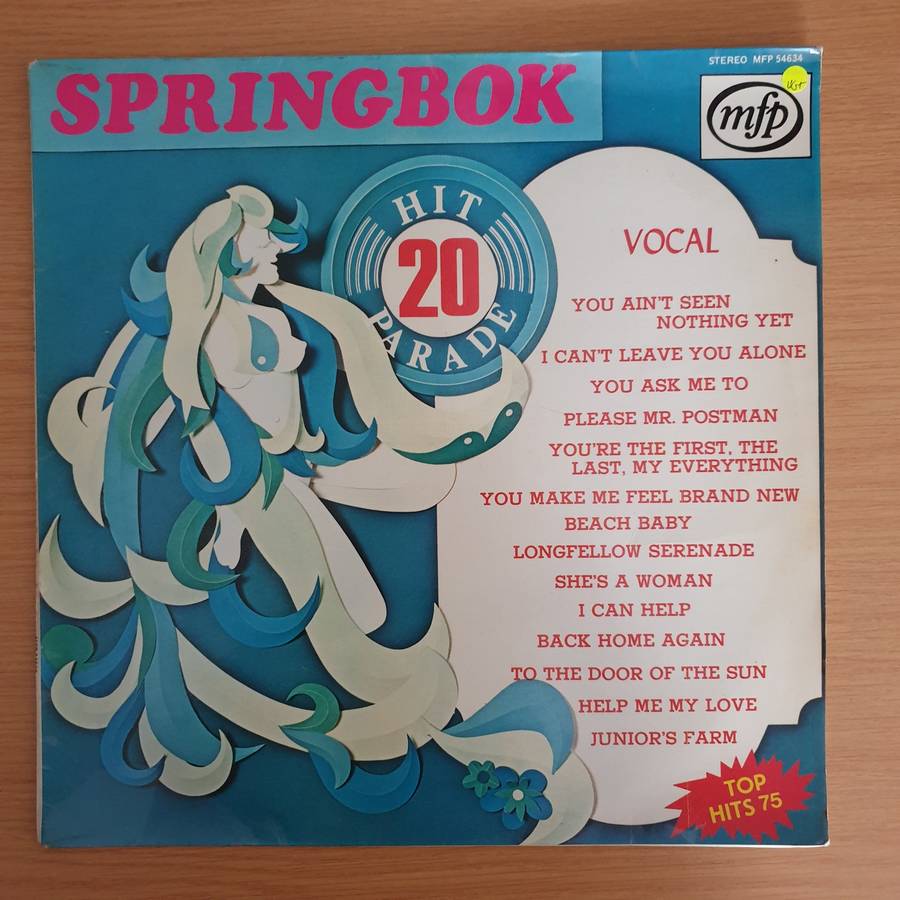 STEREO MFP 54634
SPRINGBOK
VG+
mfp
HIT
20
PARADE
VOCAL
YOU AIN'T SEEN
NOTHING YET
I CAN'T LEAVE YOU ALONE
YOU ASK ME TO
PLEASE MR. POSTMAN
YOU'RE THE FIRST, THE
LAST, MY EVERYTHING
YOU MAKE ME FEEL BRAND NEW
BEACH BABY
LONGFELLOW SERENADE
SHE'S A WOMAN
I CAN HELP
BACK HOME AGAIN
TO THE DOOR OF THE SUN
HELP ME MY LOVE
JUNIOR'S FARM
TOP
HITS 75